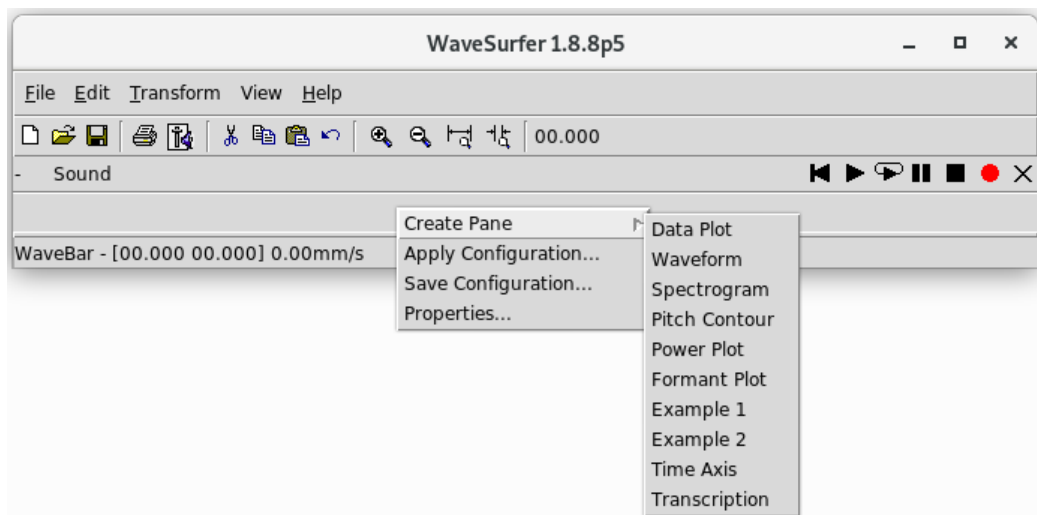 WaveSurfer 1.8.8p5
File Edit Transform View Help
00.000
- Sound
WaveBar - [00.000 00.000] 0.00mm/s
Create Pane
Apply Configuration...
Save Configuration...
Properties...
Data Plot
Waveform
Spectrogram
Pitch Contour
Power Plot
Formant Plot
Example 1
Example 2
Time Axis
Transcription